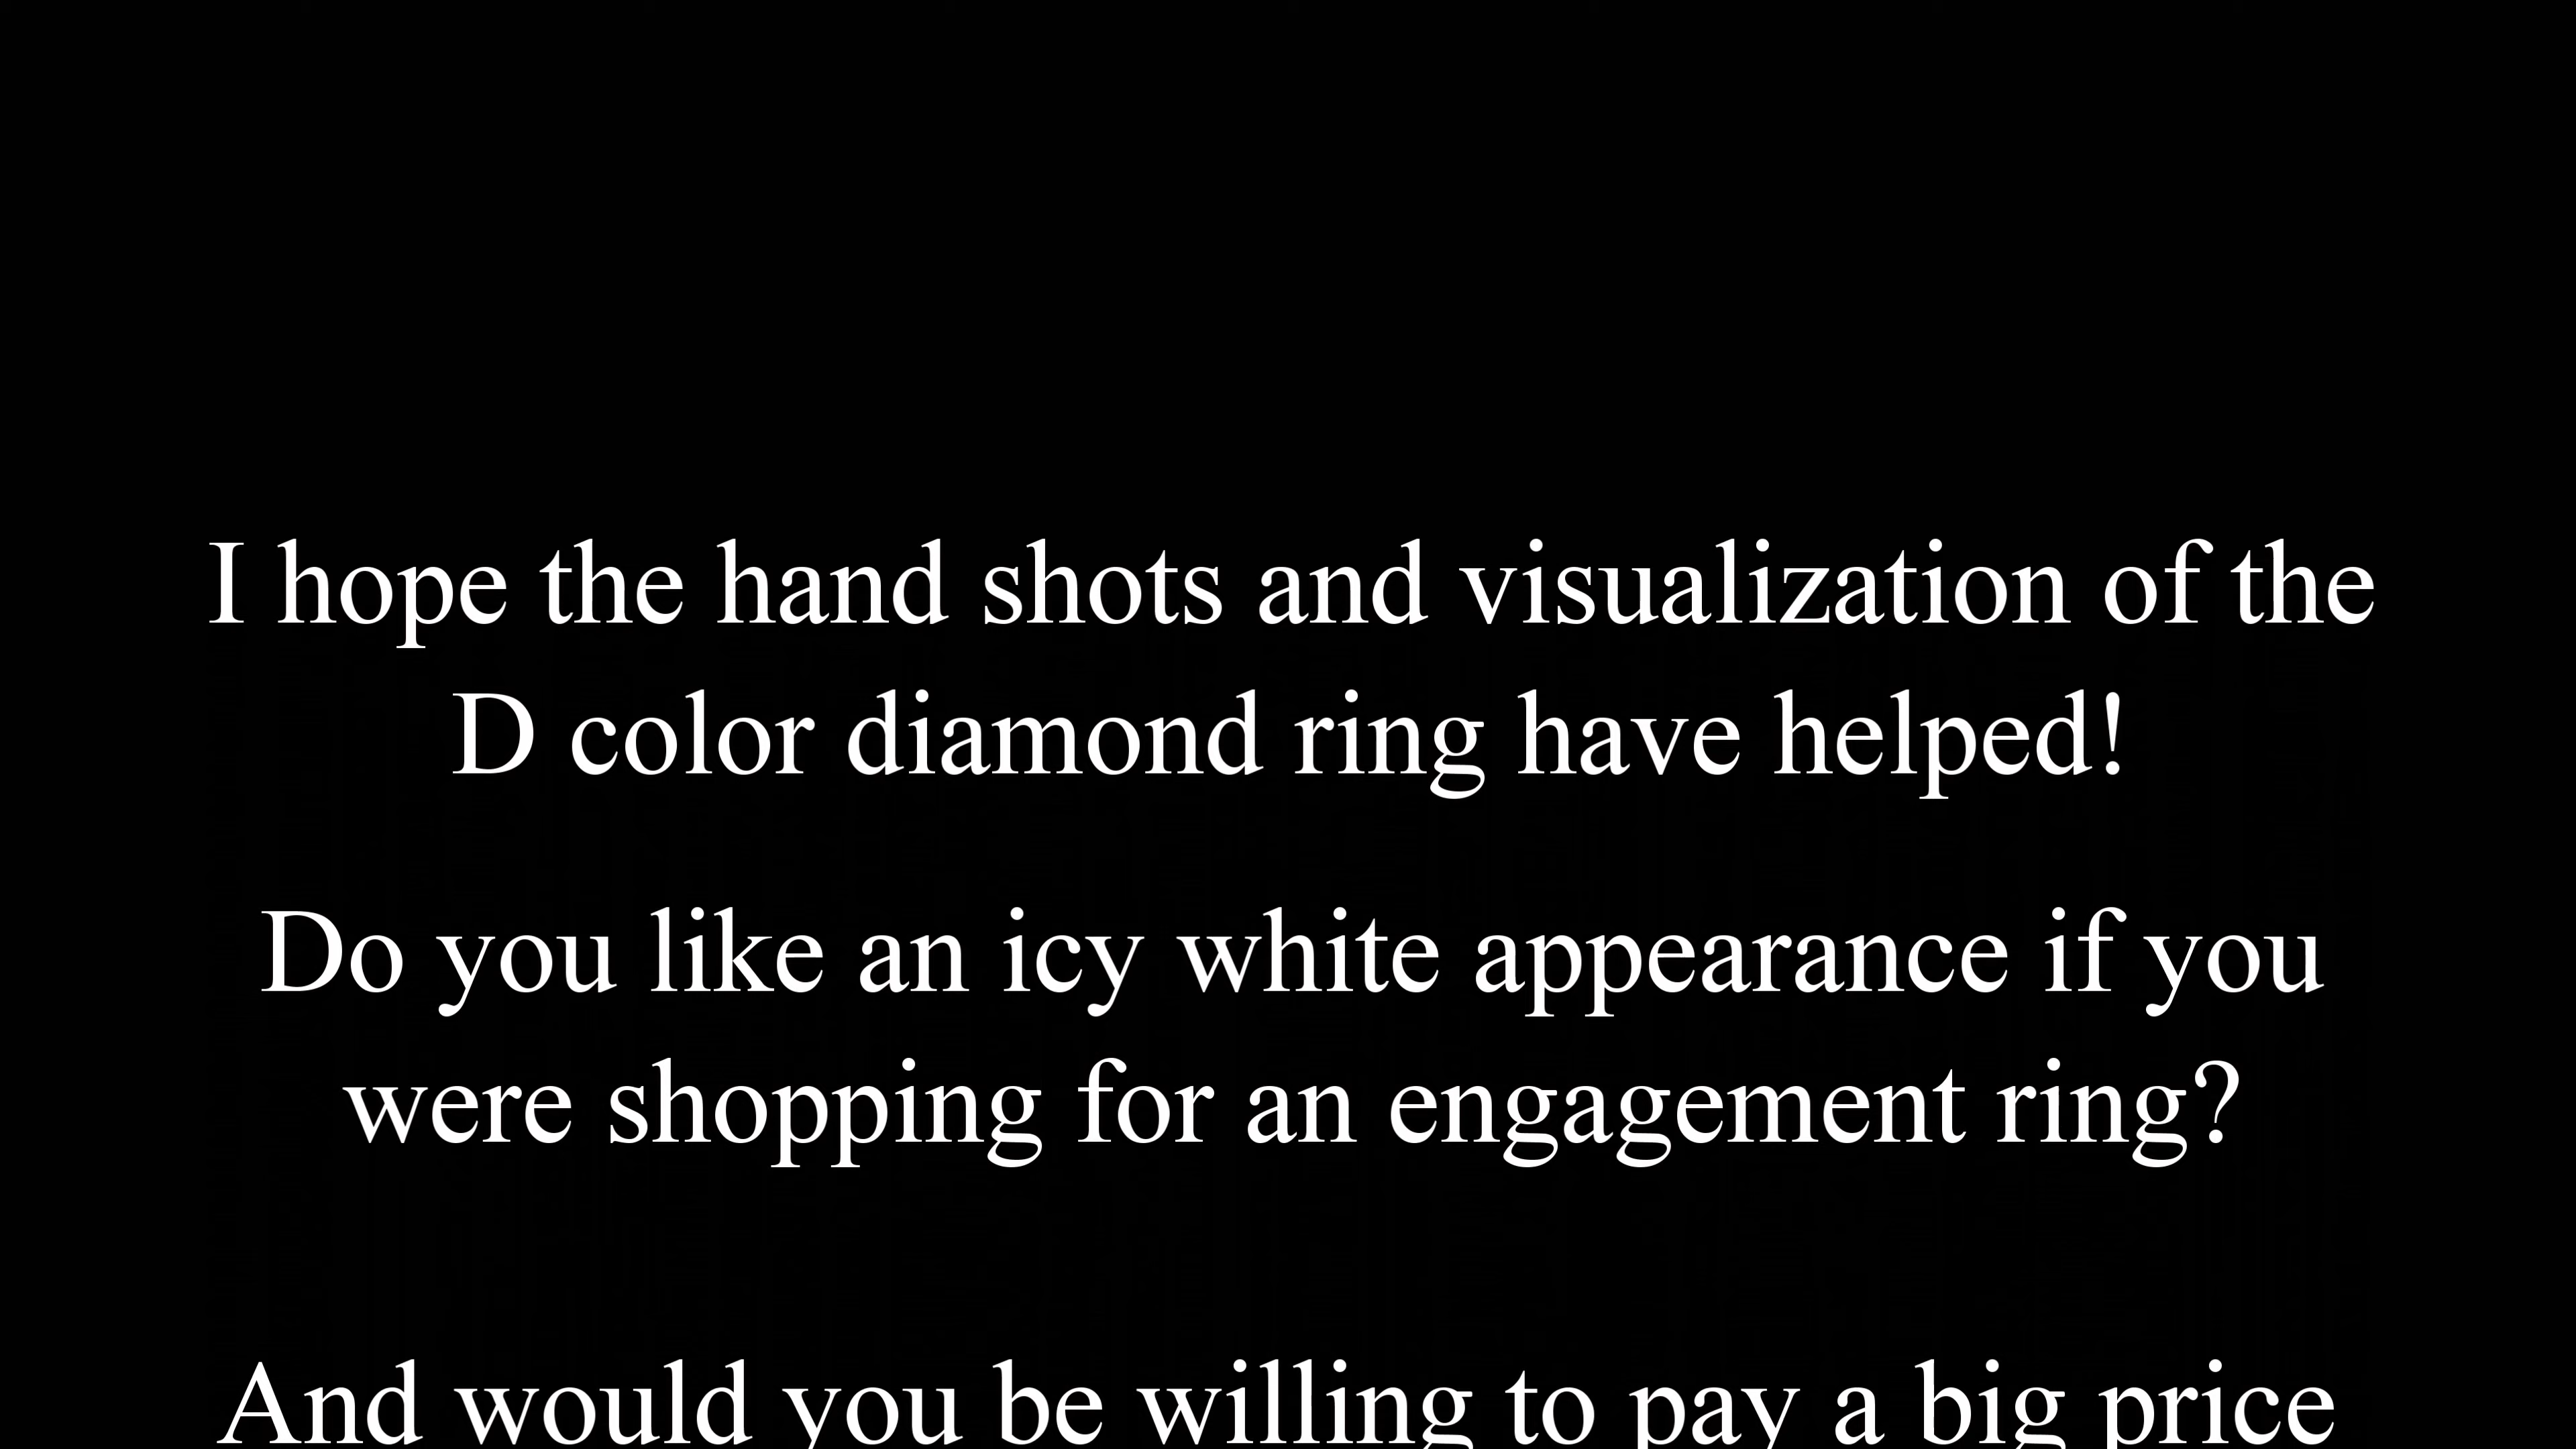 I hope the hand shots and visualization of the
D color diamond ring have helped!
Do you like an icy white appearance if you
were shopping for an engagement ring?
And would you be willing to pay a big price